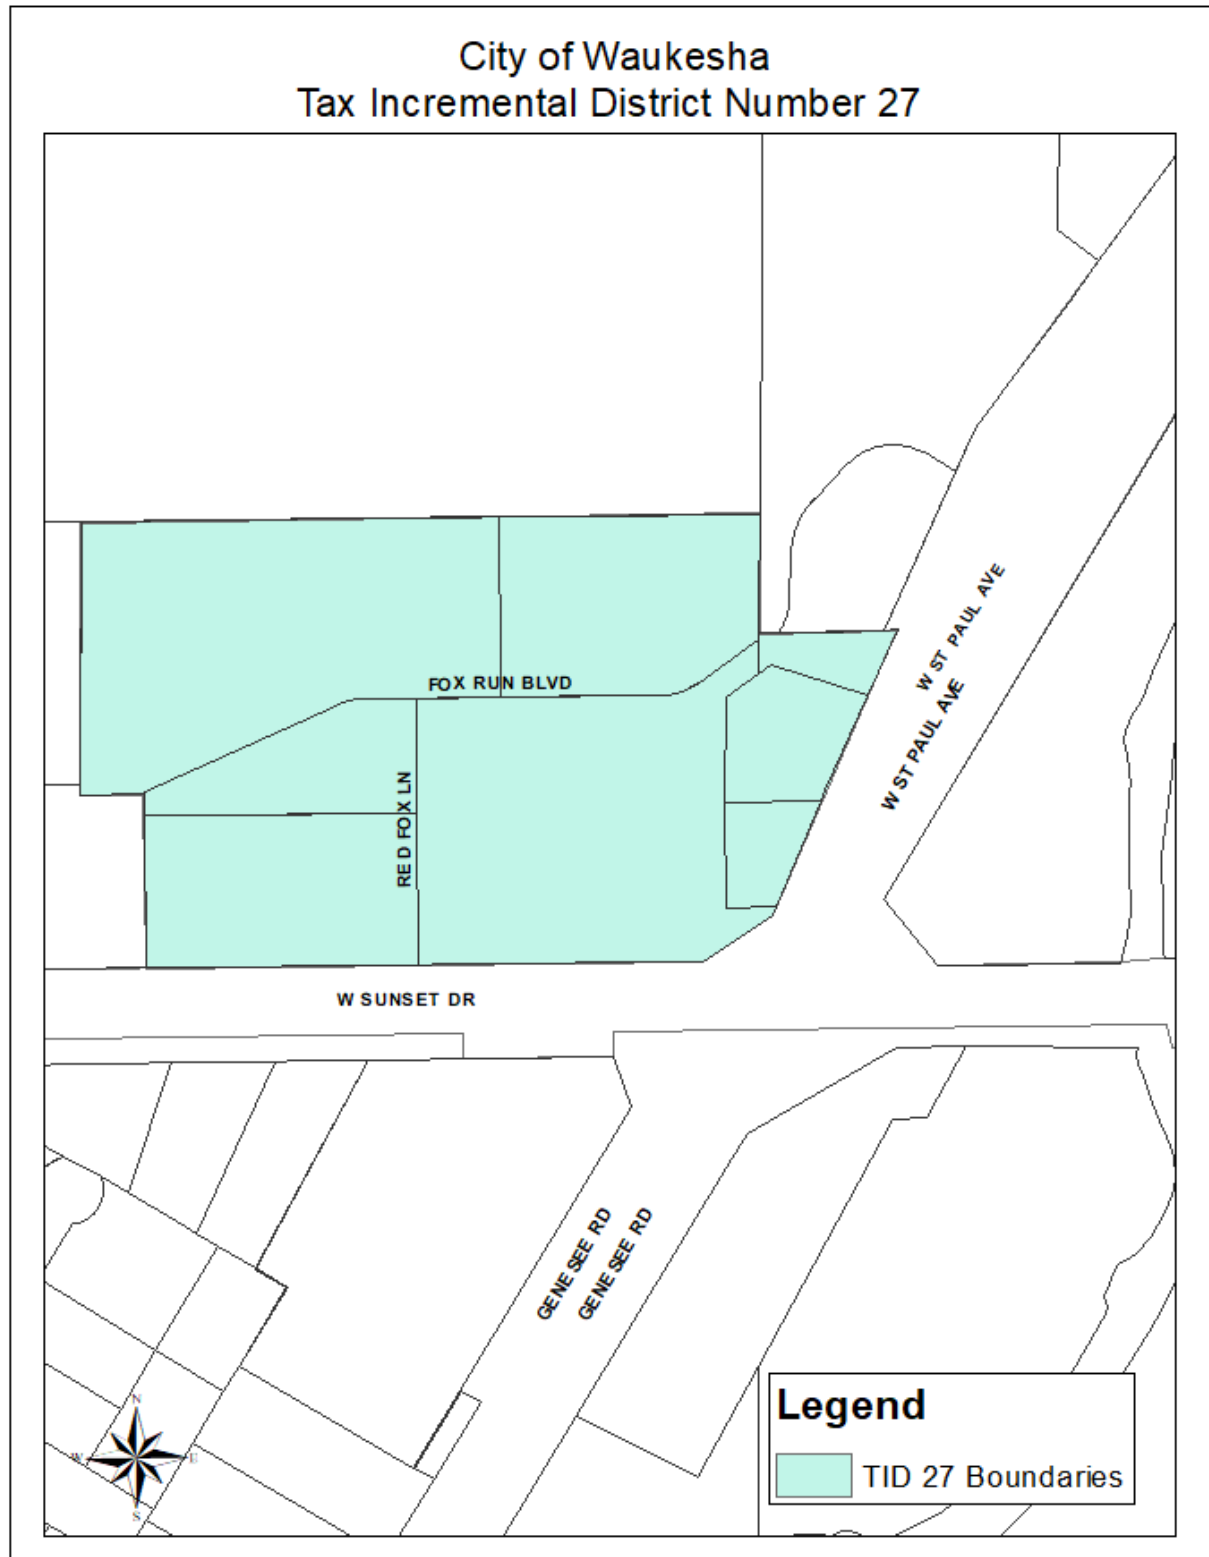 City of Waukesha
Tax Incremental District Number 27
W ST PAUL AVE
W ST PAUL AVE
FOX RUN BLVD
RED FOX LN
W SUNSET DR
GENESEE RD
GENESEE RD
N
W
E
S
Legend
TID 27 Boundaries